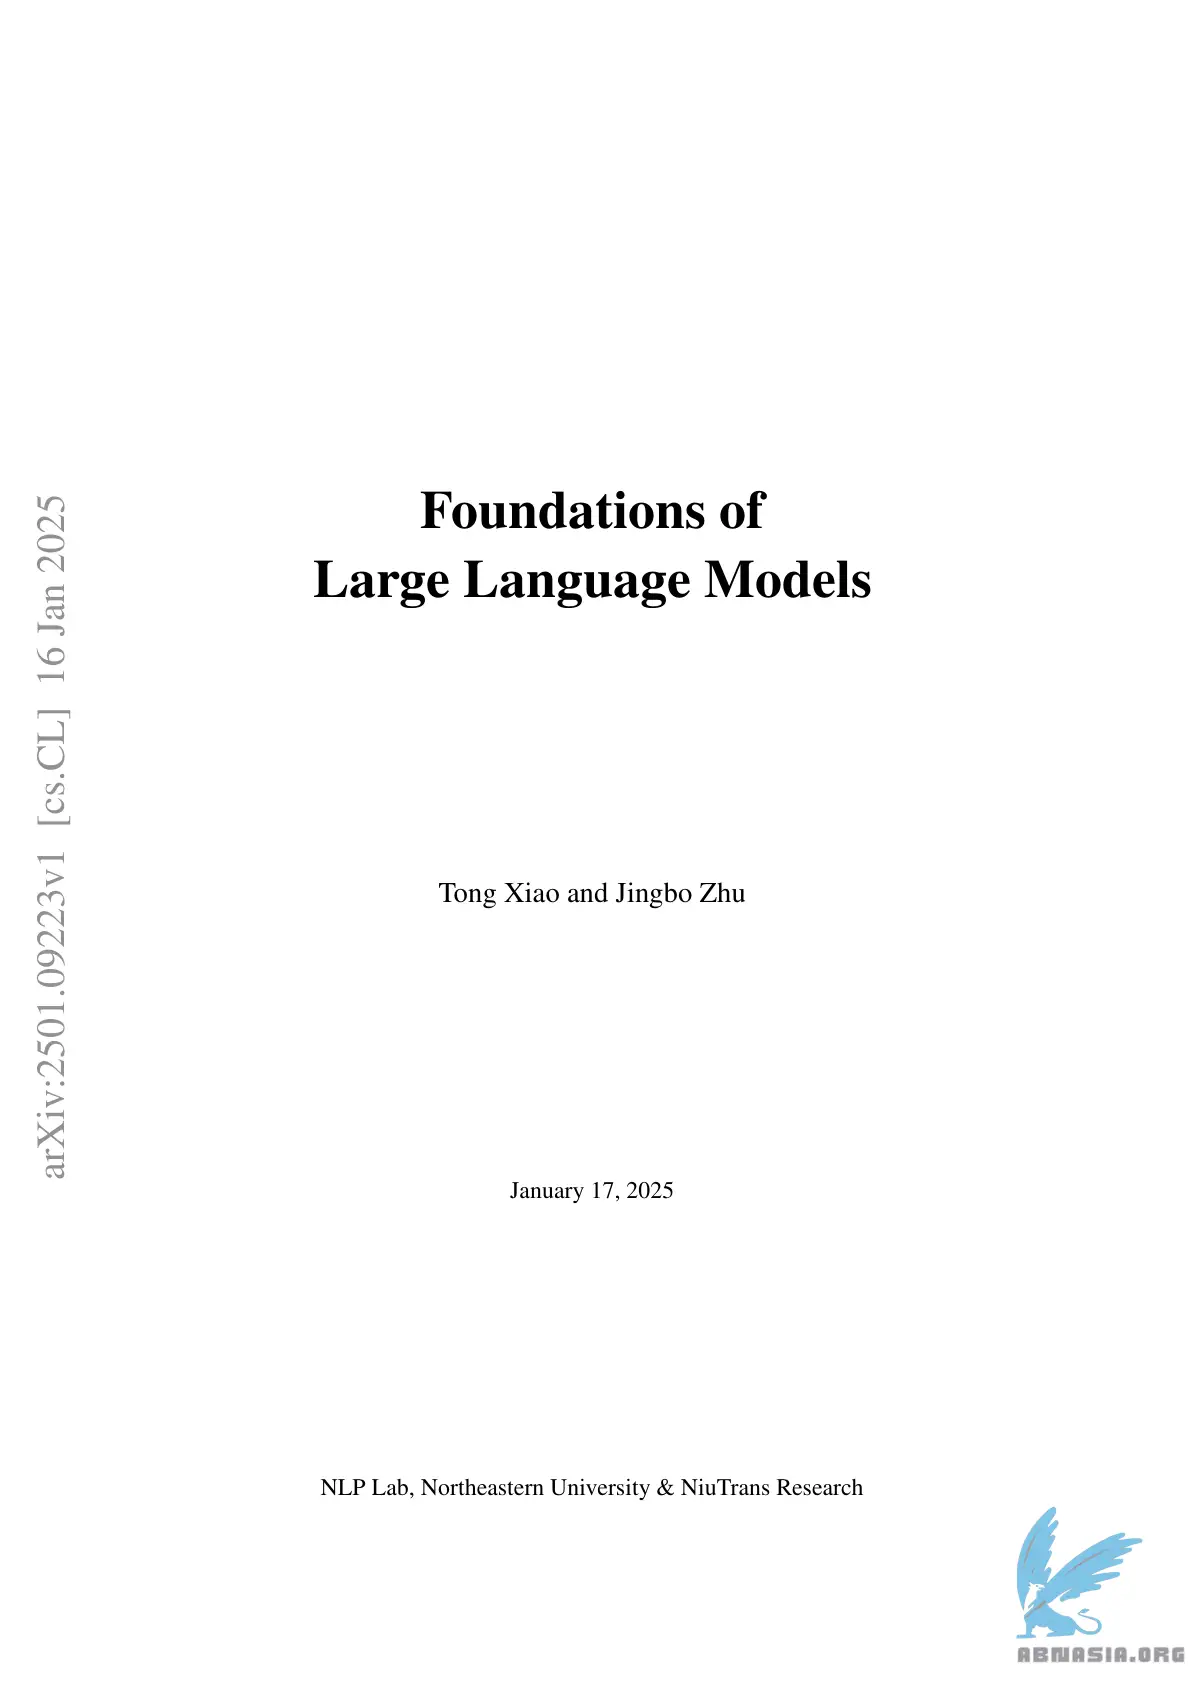 Foundations of
Large Language Models
arXiv:2501.09223v1 [cs.CL] 16 Jan 2025
Tong Xiao and Jingbo Zhu
January 17, 2025
NLP Lab, Northeastern University & NiuTrans Research
ABNASIA.ORG